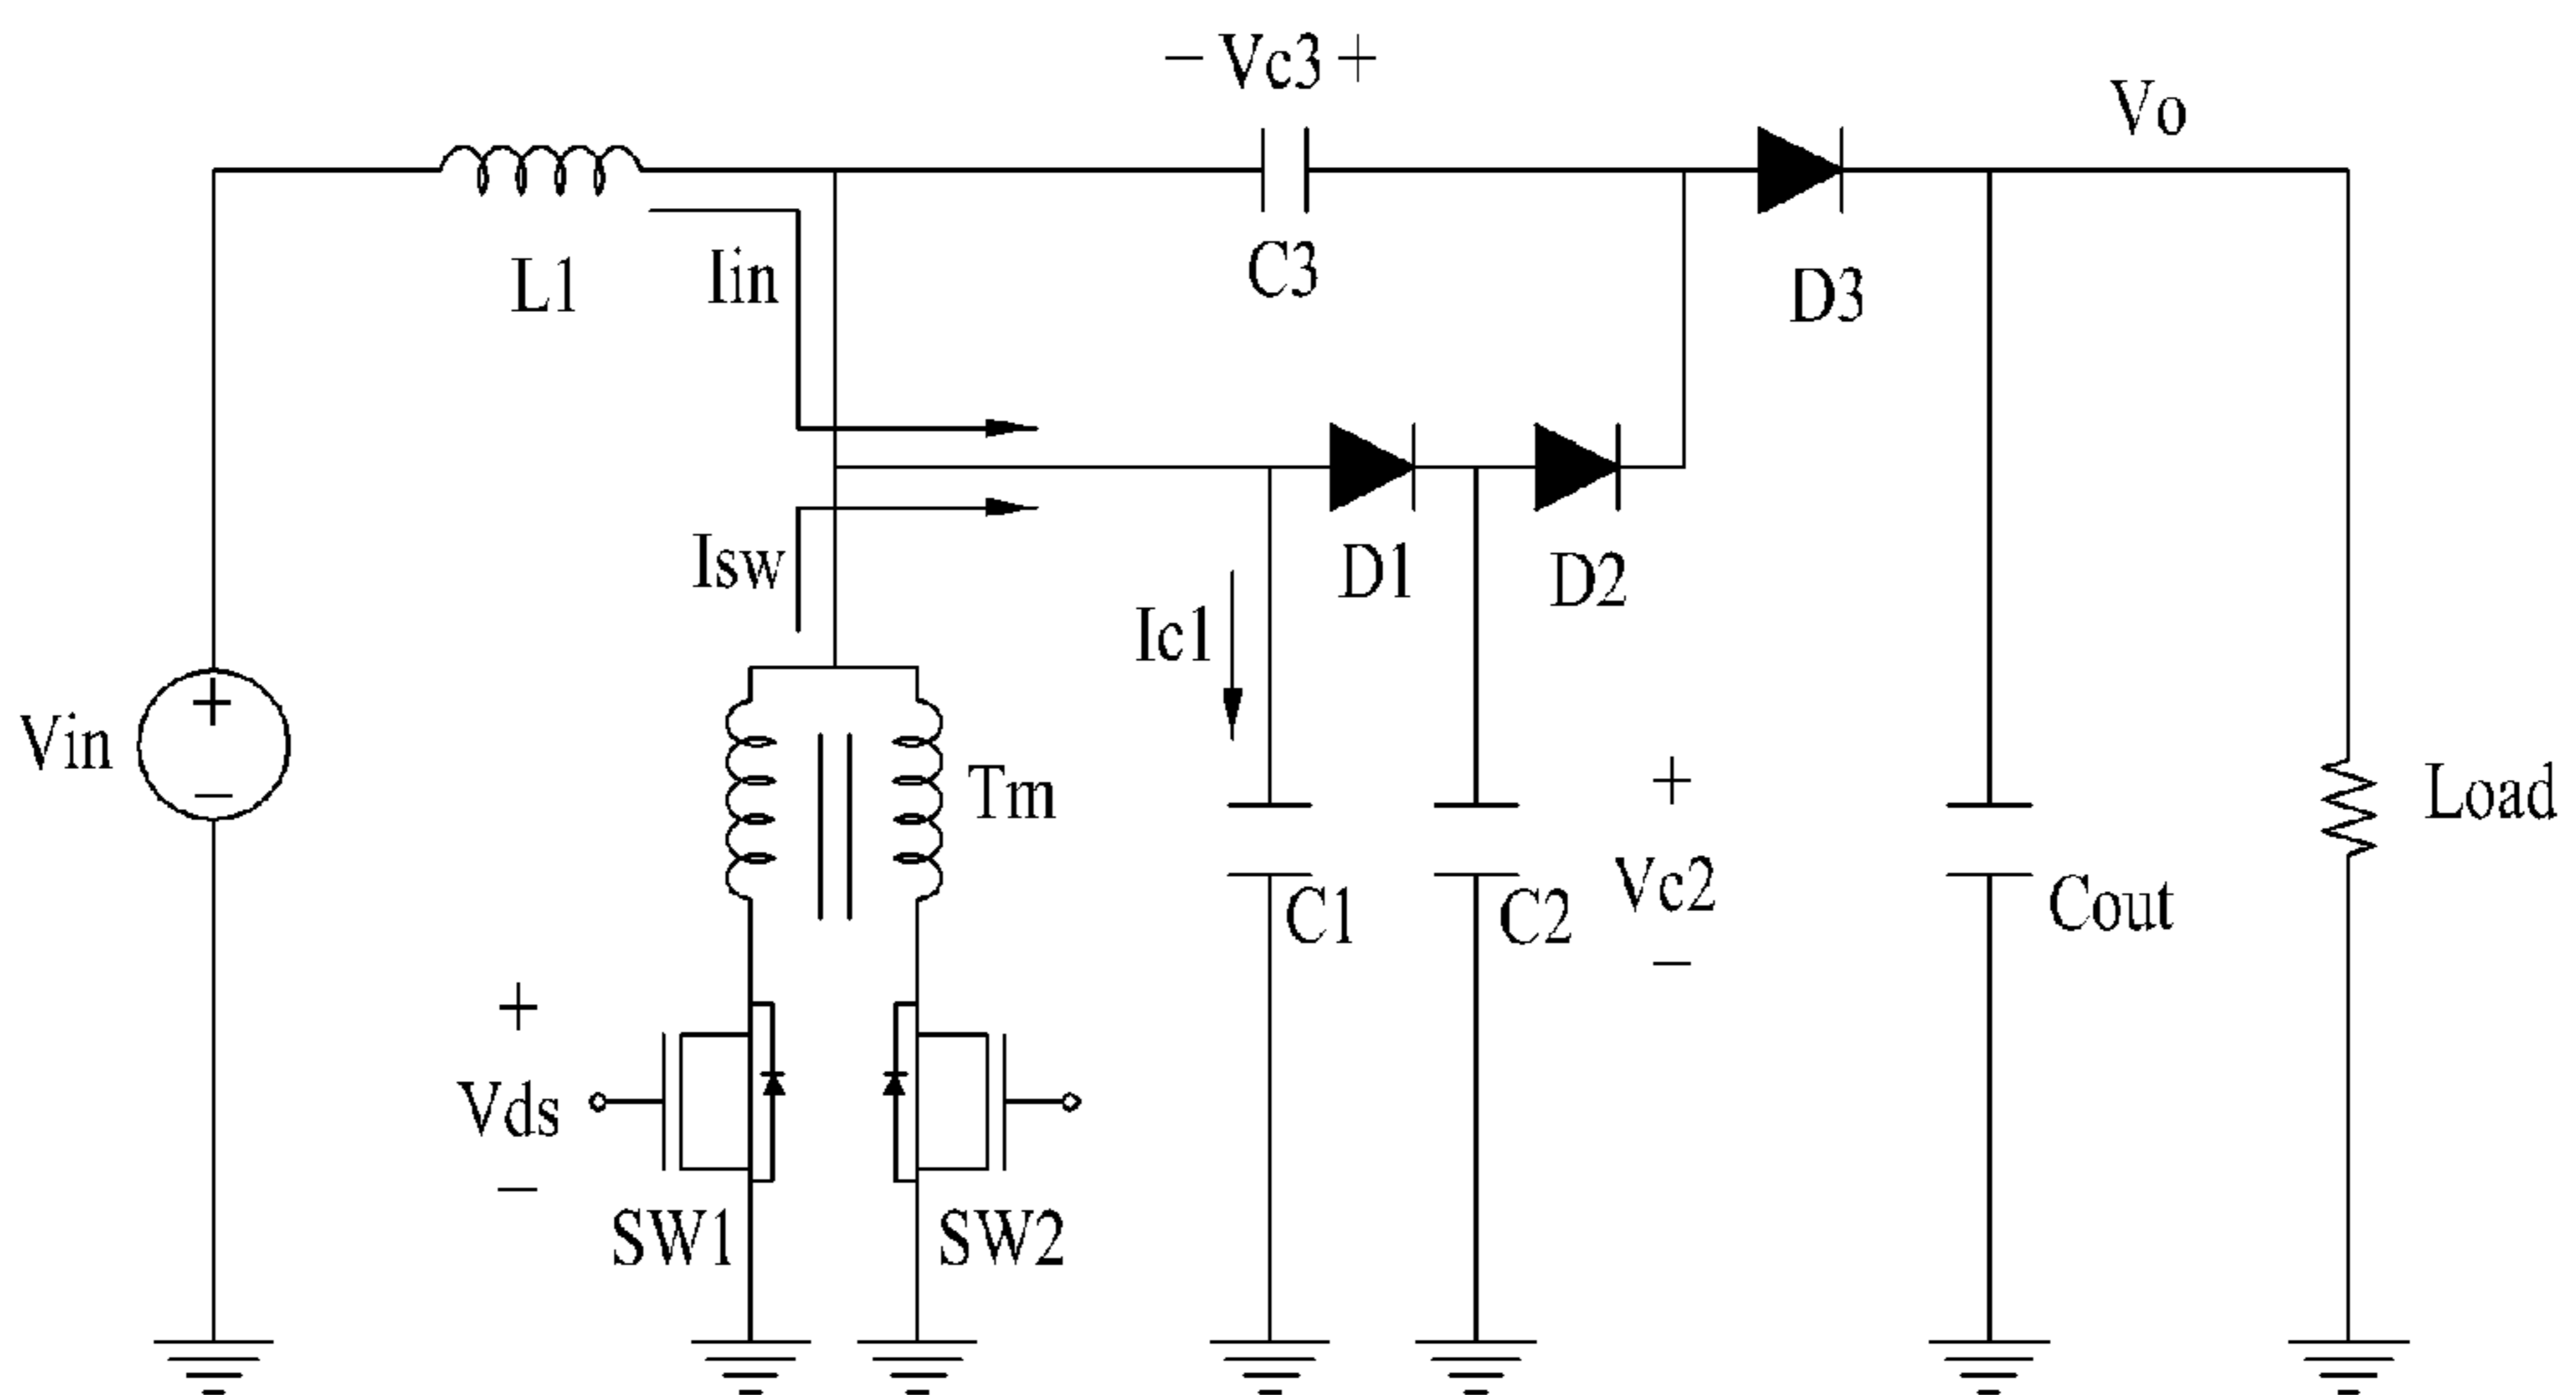 − Vc3 +
Vo
C3
L1
Iin
D3
Isw
D1
D2
Ic1
Vin
+
−
Tm
+
Vc2
−
Load
C1
C2
Cout
+
Vds
−
SW1
SW2